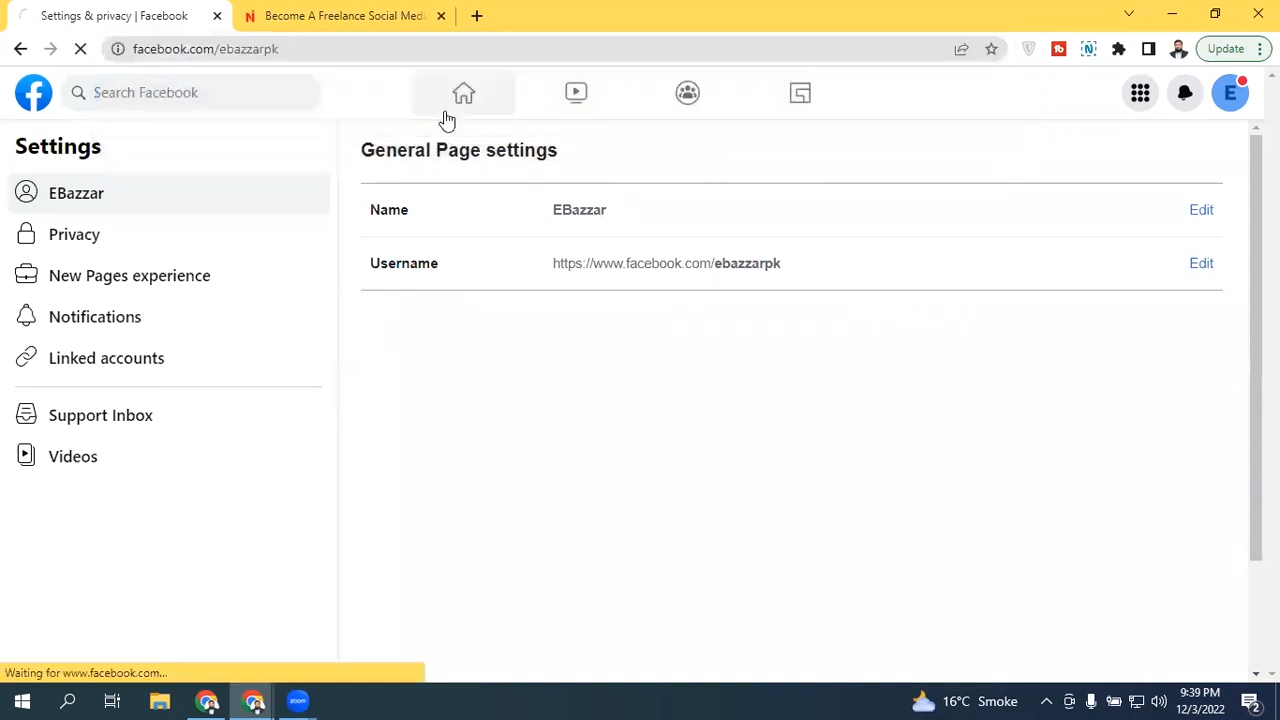 Settings & privacy | Facebook
Become A Freelance Social Medi
facebook.com/ebazzarpk
Update
Search Facebook
E
Settings
EBazzar
Privacy
New Pages experience
Notifications
Linked accounts
Support Inbox
Videos
General Page settings
Name EBazzar Edit
Username https://www.facebook.com/ebazzarpk Edit
Waiting for www.facebook.com...
zoom
16°C Smoke
9:39 PM
12/3/2022
2